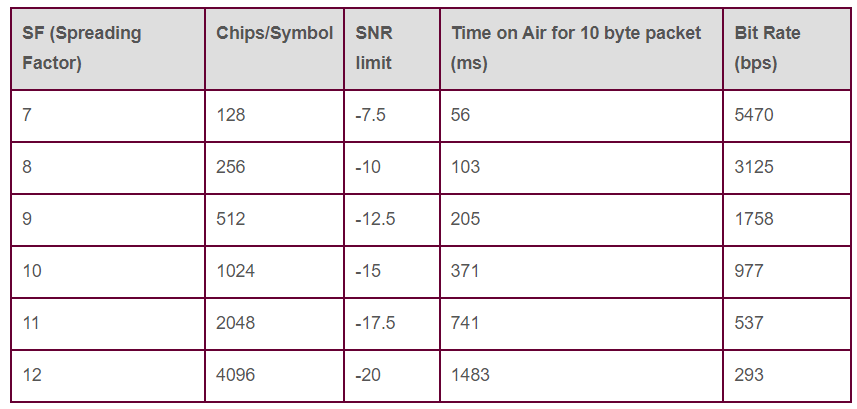 SF (Spreading Factor) Chips/Symbol SNR limit Time on Air for 10 byte packet (ms) Bit Rate (bps)
7 128 -7.5 56 5470
8 256 -10 103 3125
9 512 -12.5 205 1758
10 1024 -15 371 977
11 2048 -17.5 741 537
12 4096 -20 1483 293